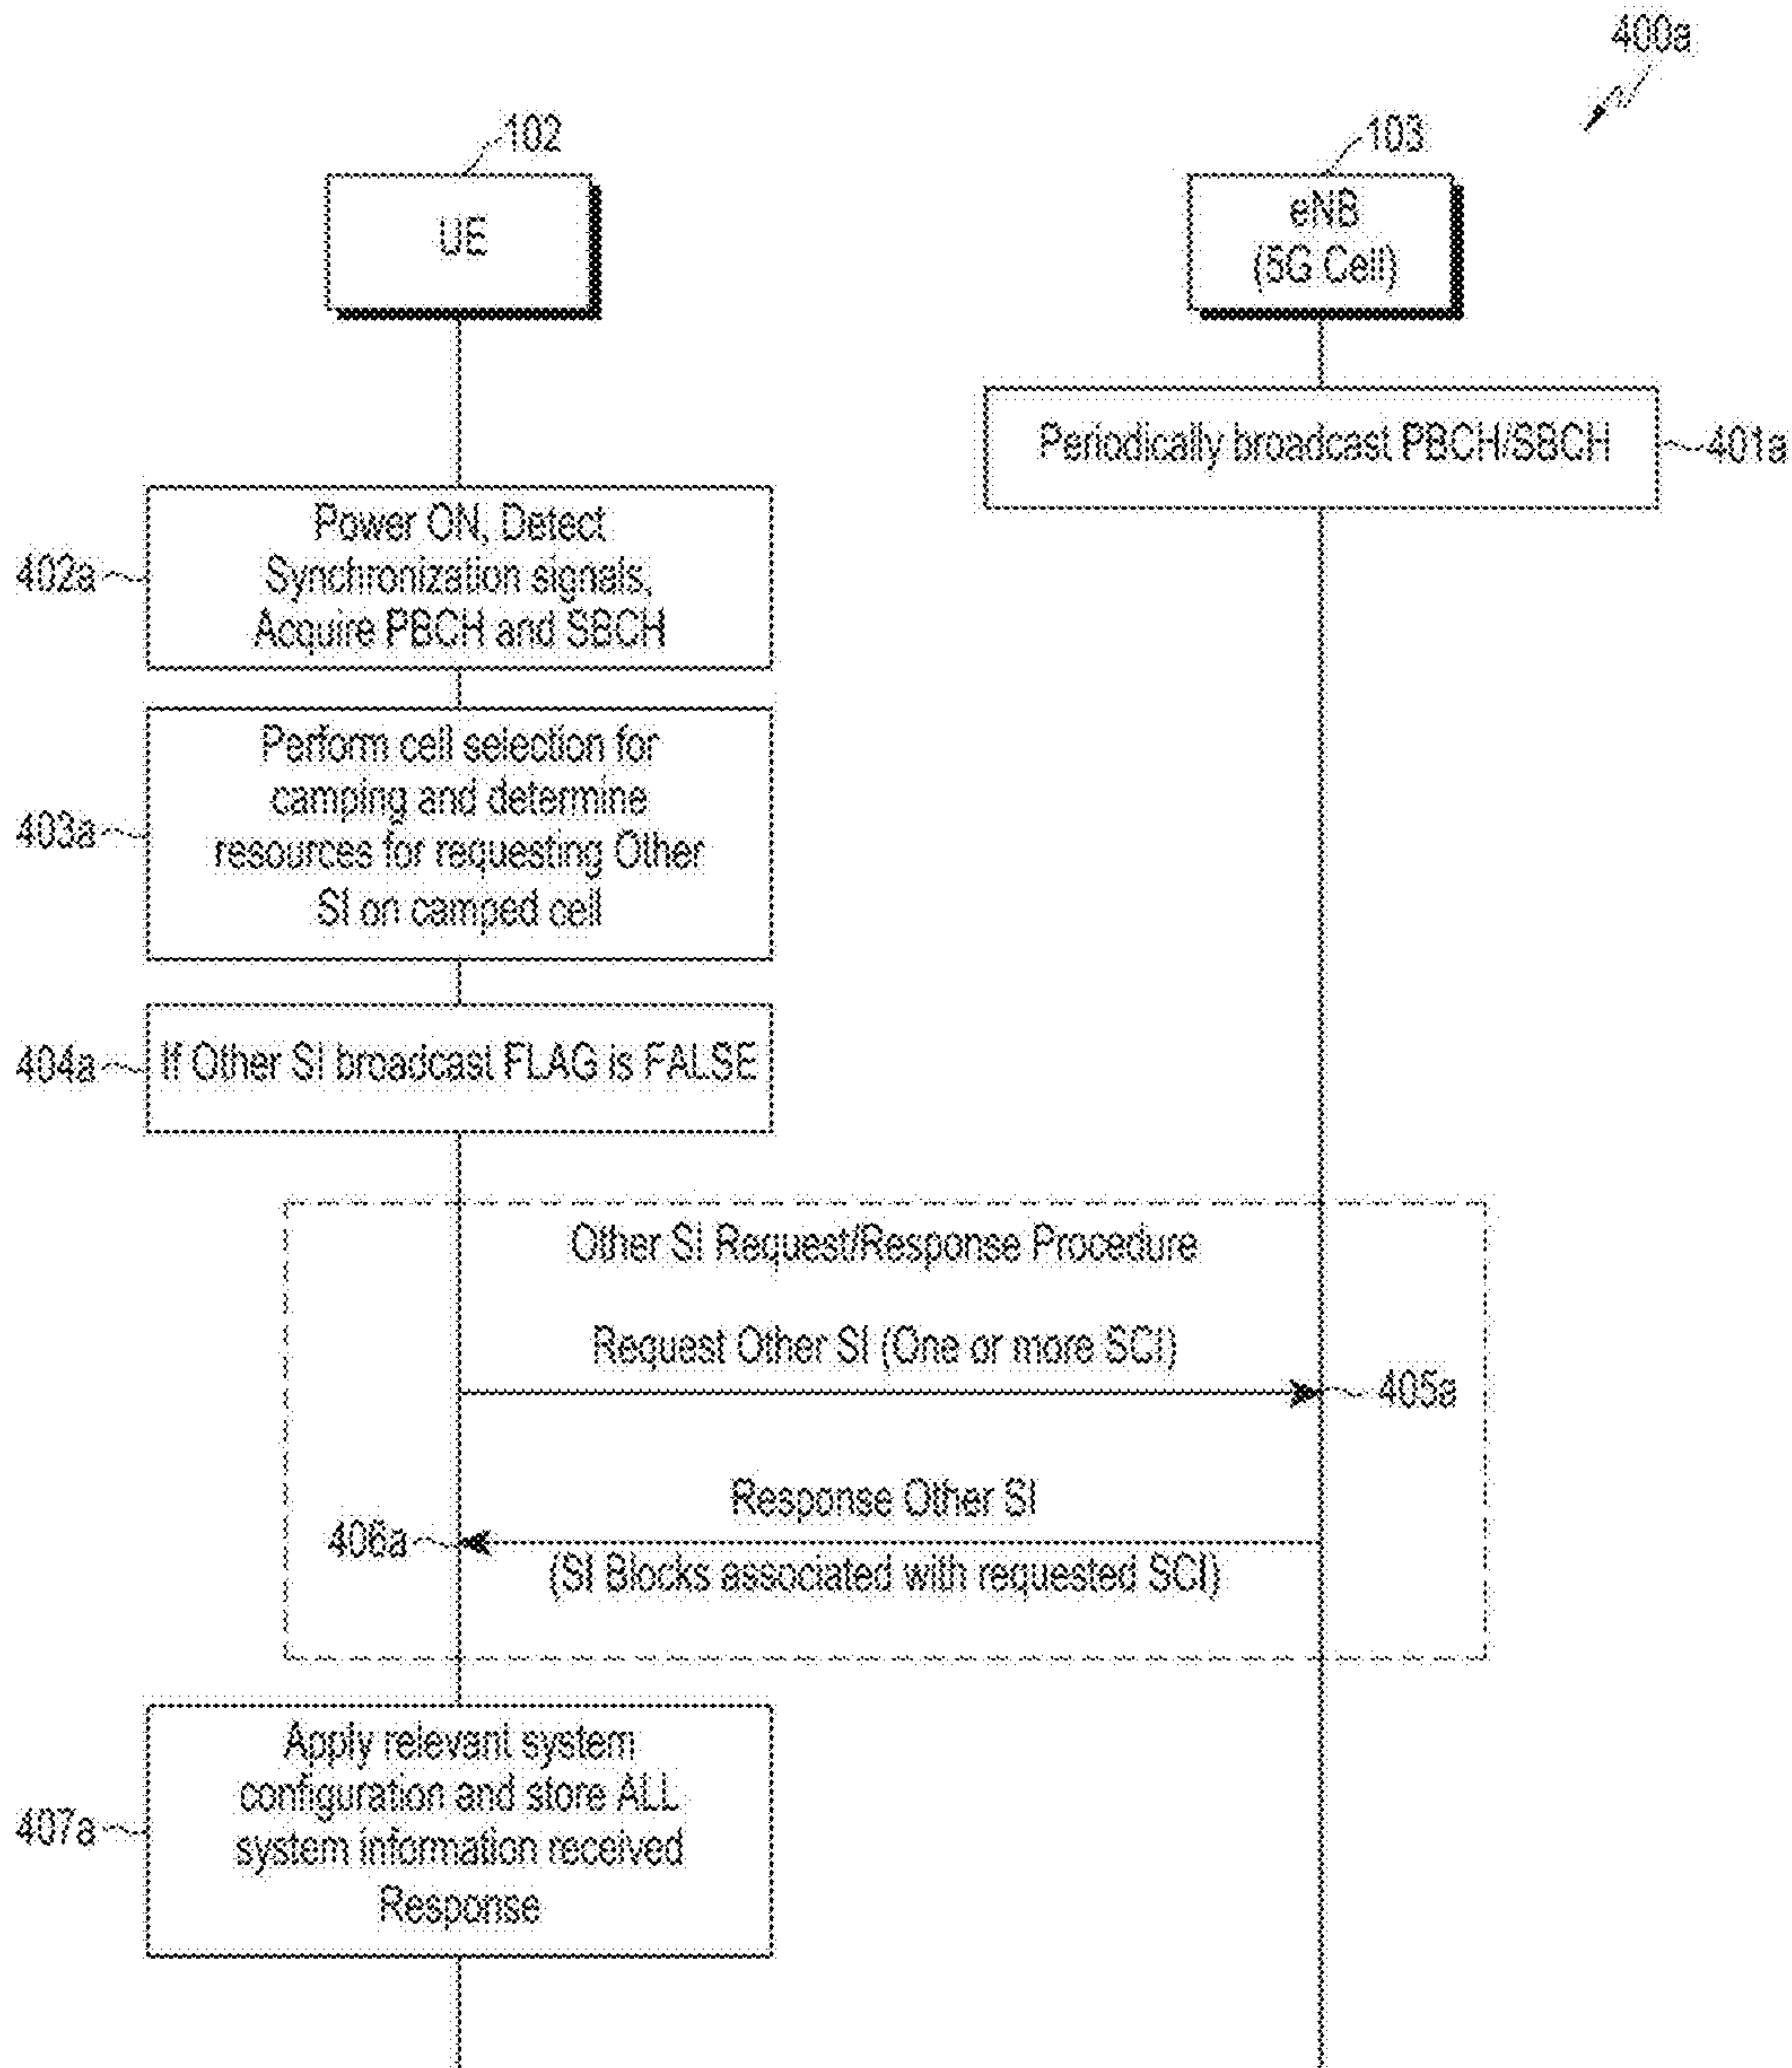 400a
102
103
UE
eNB
(5G Cell)
Periodically broadcast PBCH/SBCH
401a
Power ON, Detect
Synchronization signals,
Acquire PBCH and SBCH
402a
Perform cell selection for
camping and determine
resources for requesting Other
SI on camped cell
403a
404a
If Other SI broadcast FLAG is FALSE
Other SI Request/Response Procedure
Request Other SI (One or more SCI)
405a
Response Other SI
406a
(SI Blocks associated with requested SCI)
Apply relevant system
configuration and store ALL
system information received
Response
407a